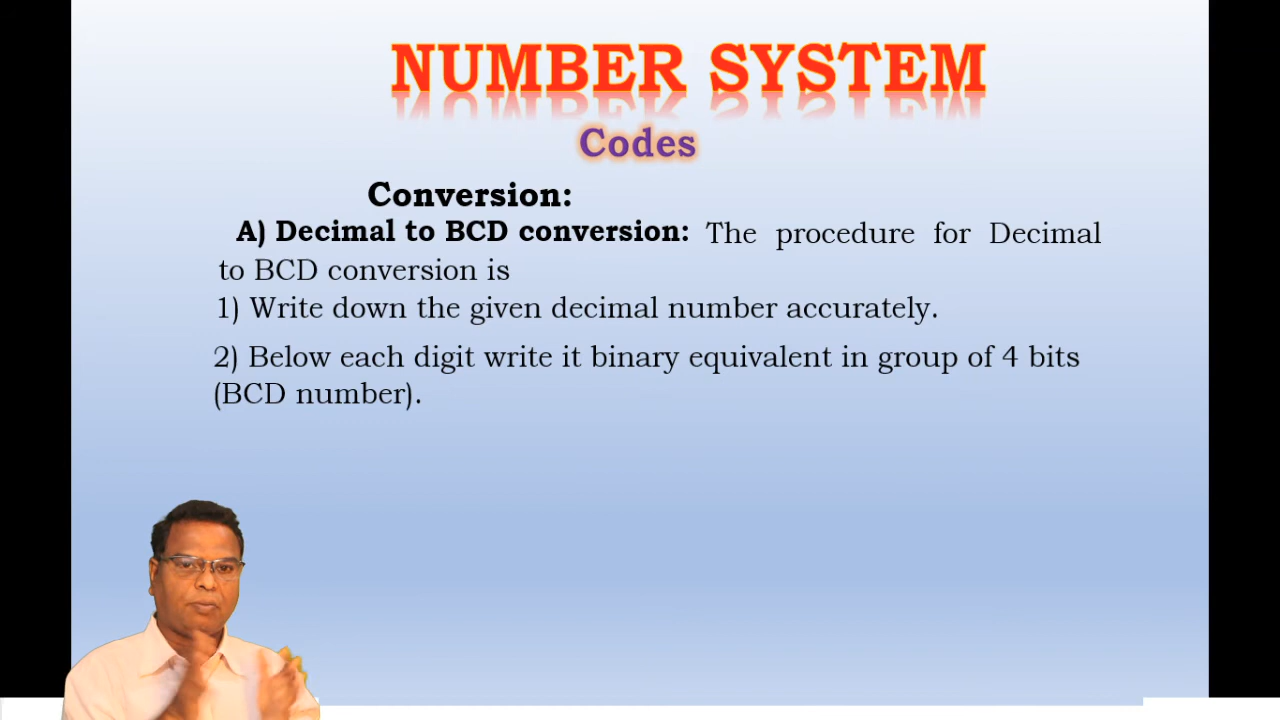 NUMBER SYSTEM
Codes
Conversion:
A) Decimal to BCD conversion: The procedure for Decimal
to BCD conversion is
1) Write down the given decimal number accurately.
2) Below each digit write it binary equivalent in group of 4 bits
(BCD number).